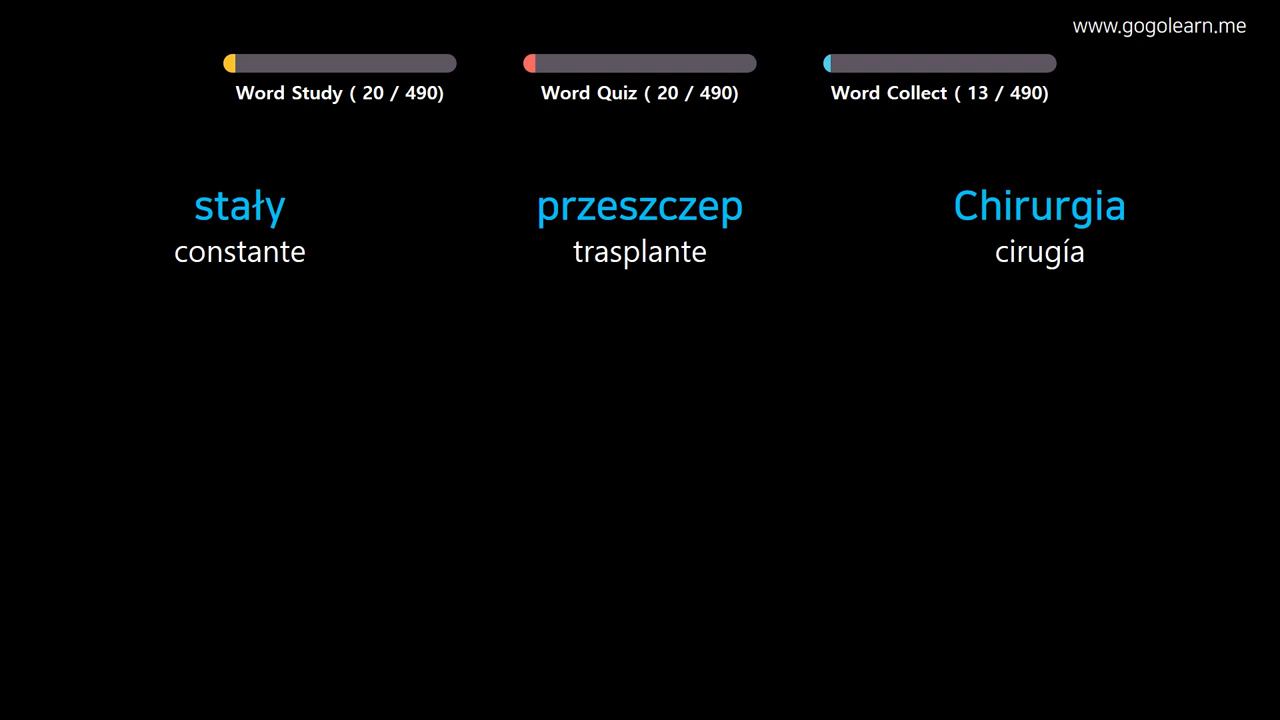 www.gogolearn.me
Word Study ( 20 / 490)
Word Quiz ( 20 / 490)
Word Collect ( 13 / 490)
stały
constante
przeszczep
trasplante
Chirurgia
cirugía